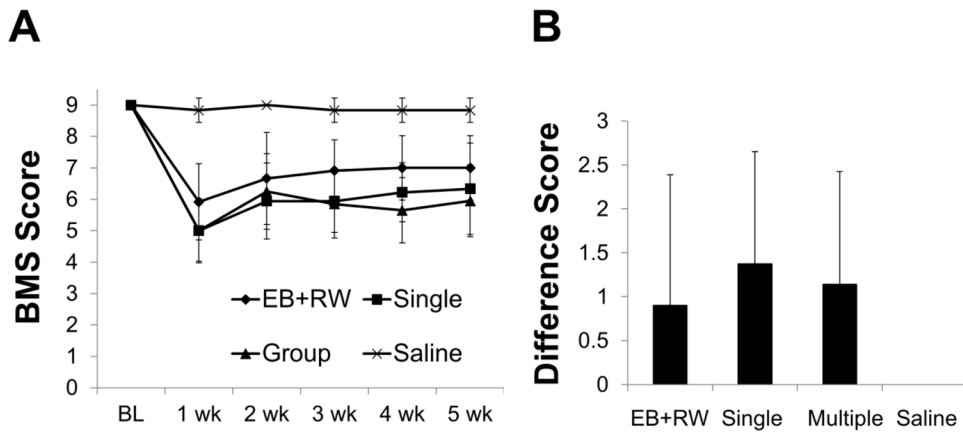 A
BMS Score
9
8
7
6
5
4
3
2
1
0
EB+RW Single
Group Saline
BL 1 wk 2 wk 3 wk 4 wk 5 wk
B
Difference Score
3
2.5
2
1.5
1
0.5
0
EB+RW Single Multiple Saline